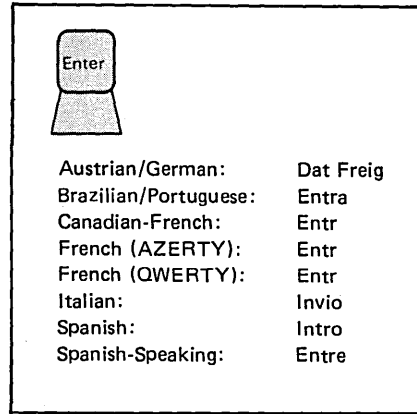 Enter
Austrian/German: Dat Freig
Brazilian/Portuguese: Entra
Canadian-French: Entr
French (AZERTY): Entr
French (QWERTY): Entr
Italian: Invio
Spanish: Intro
Spanish-Speaking: Entre